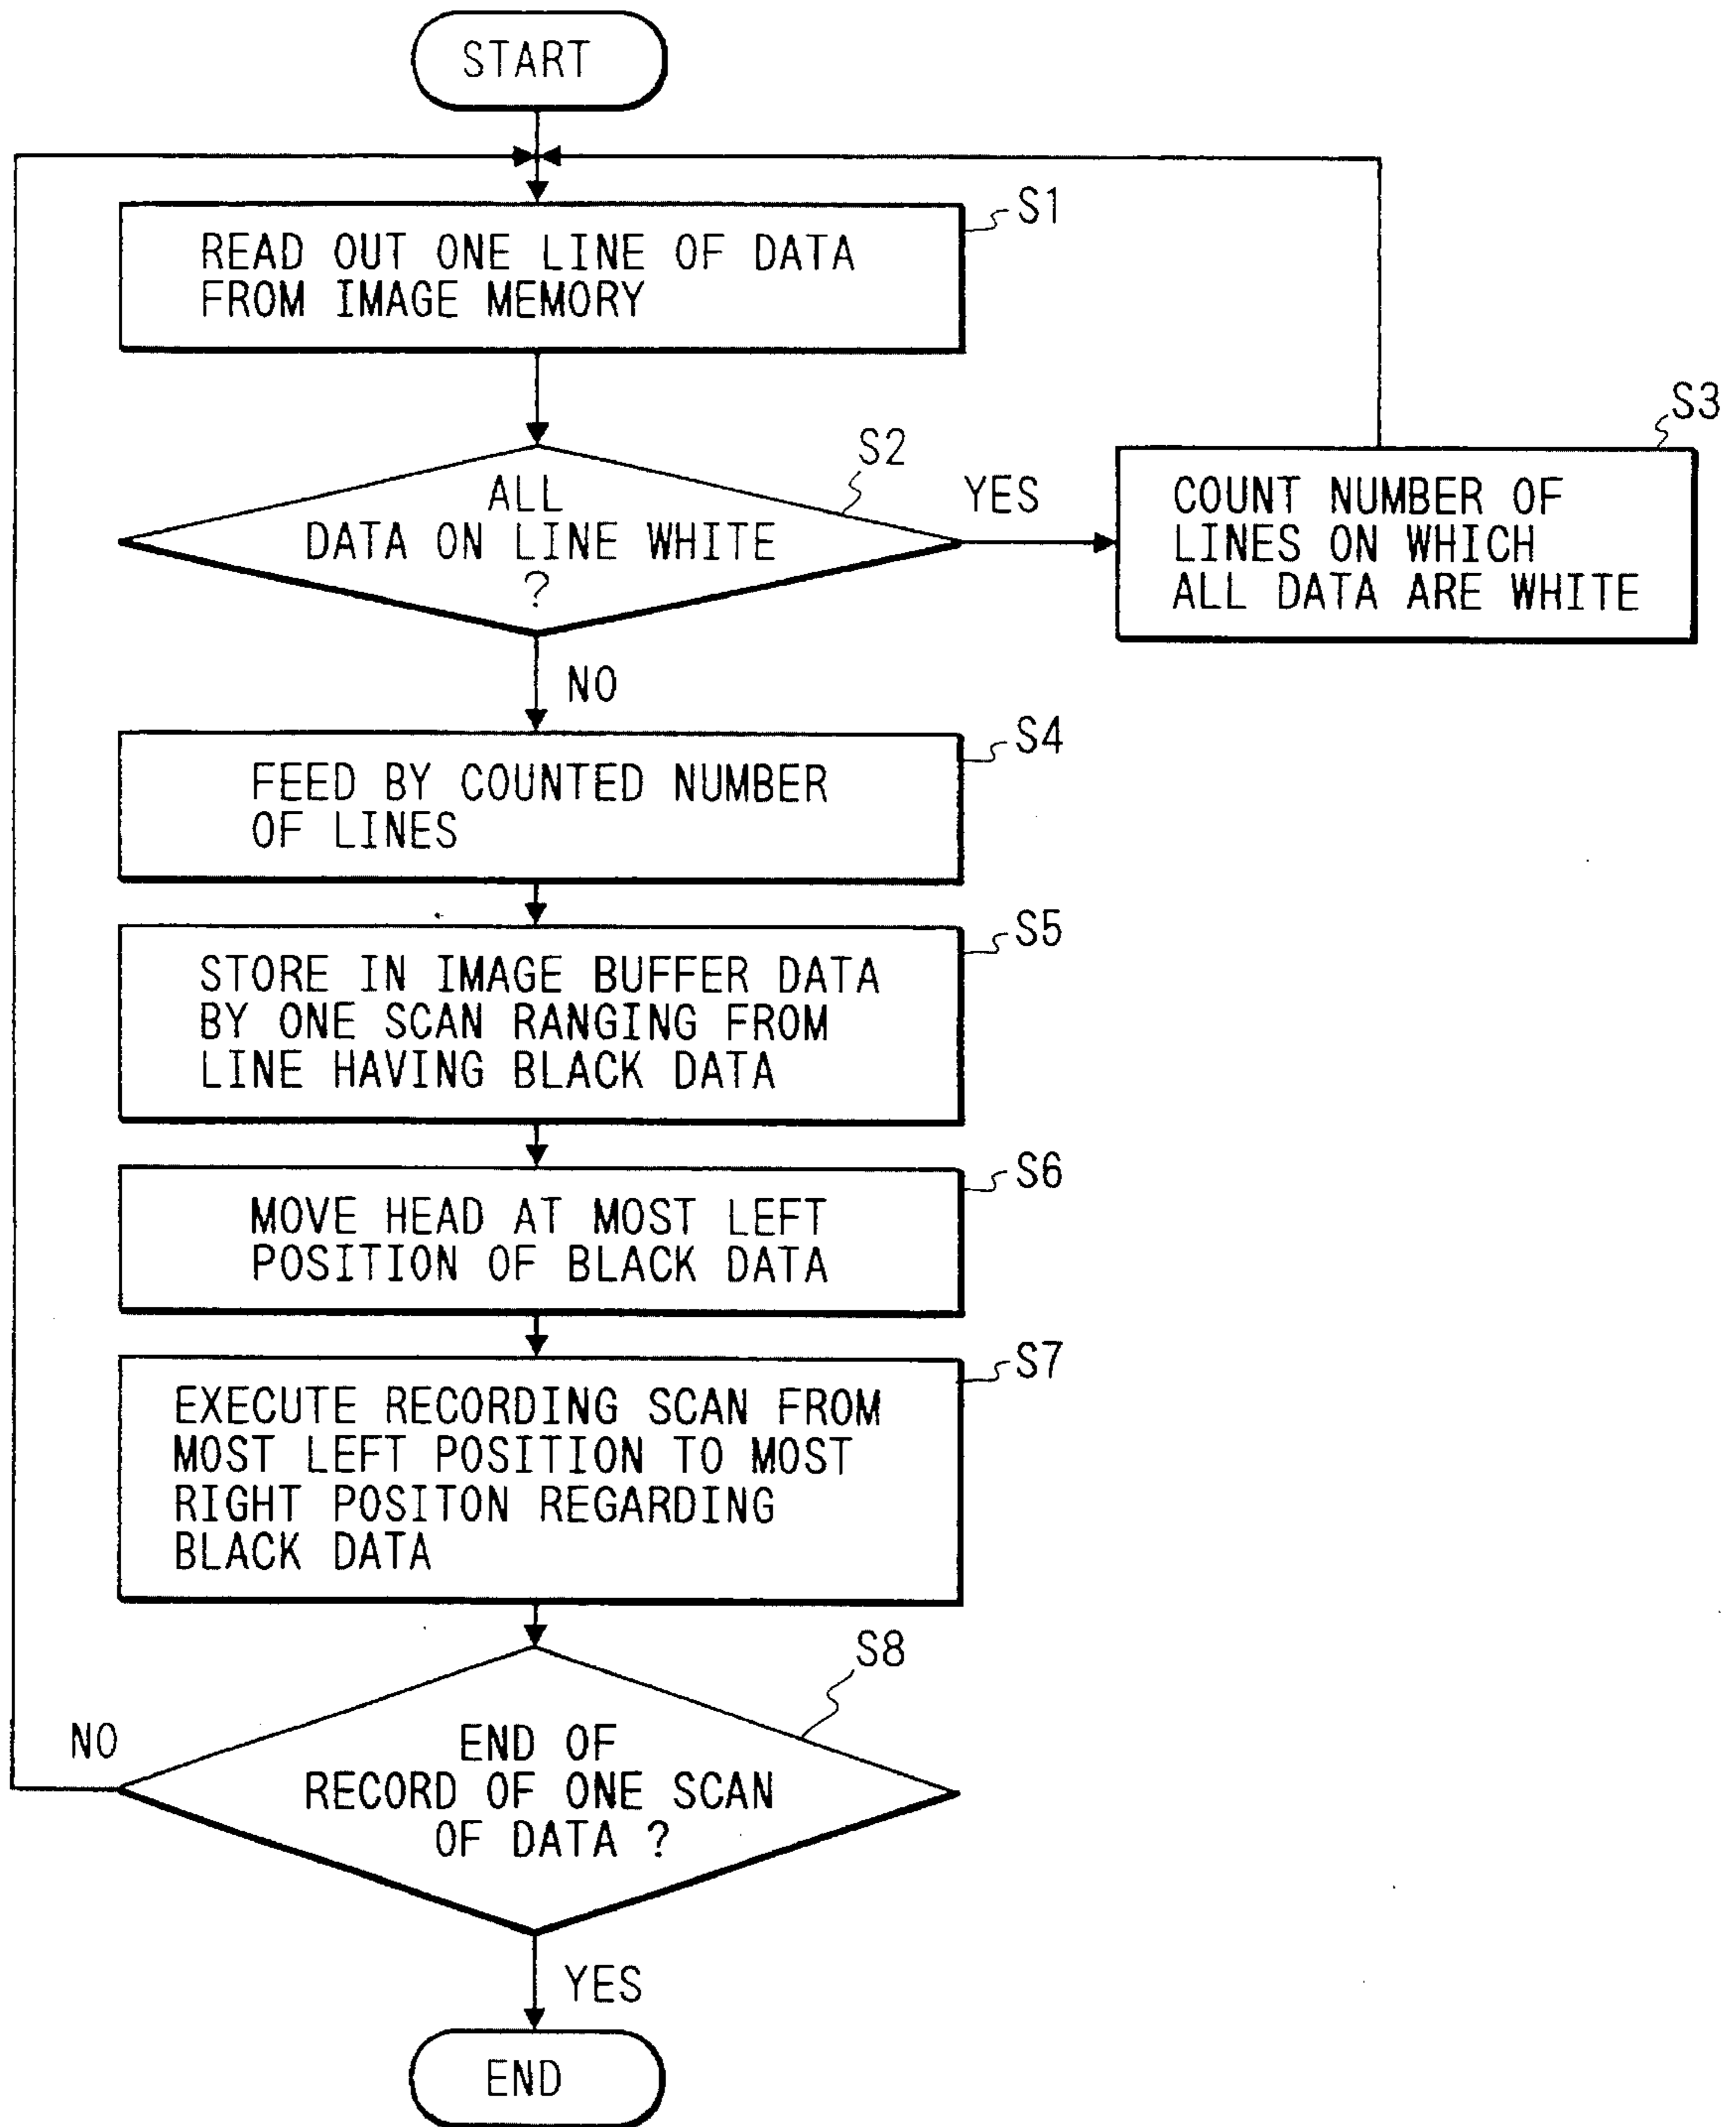 START
S1
READ OUT ONE LINE OF DATA
FROM IMAGE MEMORY
S2
ALL
DATA ON LINE WHITE
?
YES
S3
COUNT NUMBER OF
LINES ON WHICH
ALL DATA ARE WHITE
NO
S4
FEED BY COUNTED NUMBER
OF LINES
S5
STORE IN IMAGE BUFFER DATA
BY ONE SCAN RANGING FROM
LINE HAVING BLACK DATA
S6
MOVE HEAD AT MOST LEFT
POSITION OF BLACK DATA
S7
EXECUTE RECORDING SCAN FROM
MOST LEFT POSITION TO MOST
RIGHT POSITON REGARDING
BLACK DATA
S8
NO
END OF
RECORD OF ONE SCAN
OF DATA ?
YES
END